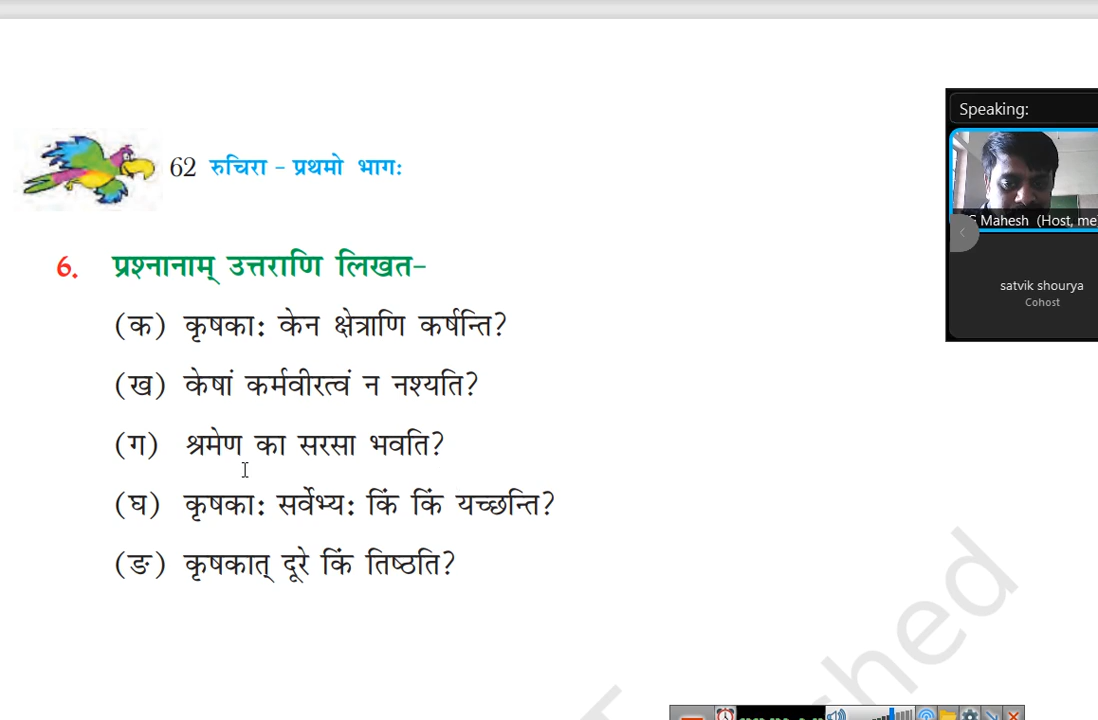 Speaking:
62 रुचिरा - प्रथमो भागः
Mahesh (Host, me
satvik shourya
Cohost
6. प्रश्नानाम् उत्तराणि लिखत-
(क) कृषकाः केन क्षेत्राणि कर्षन्ति?
(ख) केषां कर्मवीरत्वं न नश्यति?
(ग) श्रमेण का सरसा भवति?
(घ) कृषकाः सर्वेभ्यः किं किं यच्छन्ति?
(ङ) कृषकात् दूरे किं तिष्ठति?